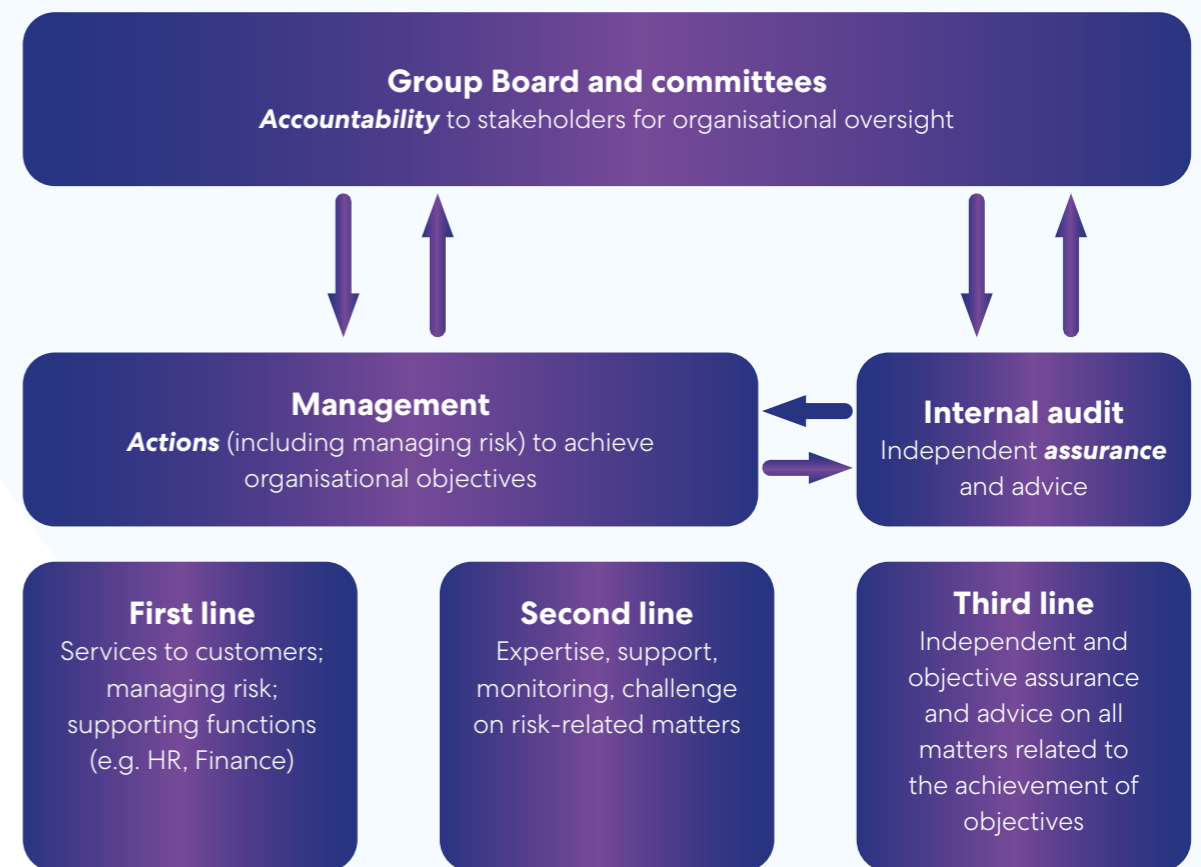 Group Board and committees
Accountability to stakeholders for organisational oversight
Management
Actions (including managing risk) to achieve
organisational objectives
Internal audit
Independent assurance
and advice
First line
Services to customers;
managing risk;
supporting functions
(e.g. HR, Finance)
Second line
Expertise, support,
monitoring, challenge
on risk-related matters
Third line
Independent and
objective assurance
and advice on all
matters related to
the achievement of
objectives